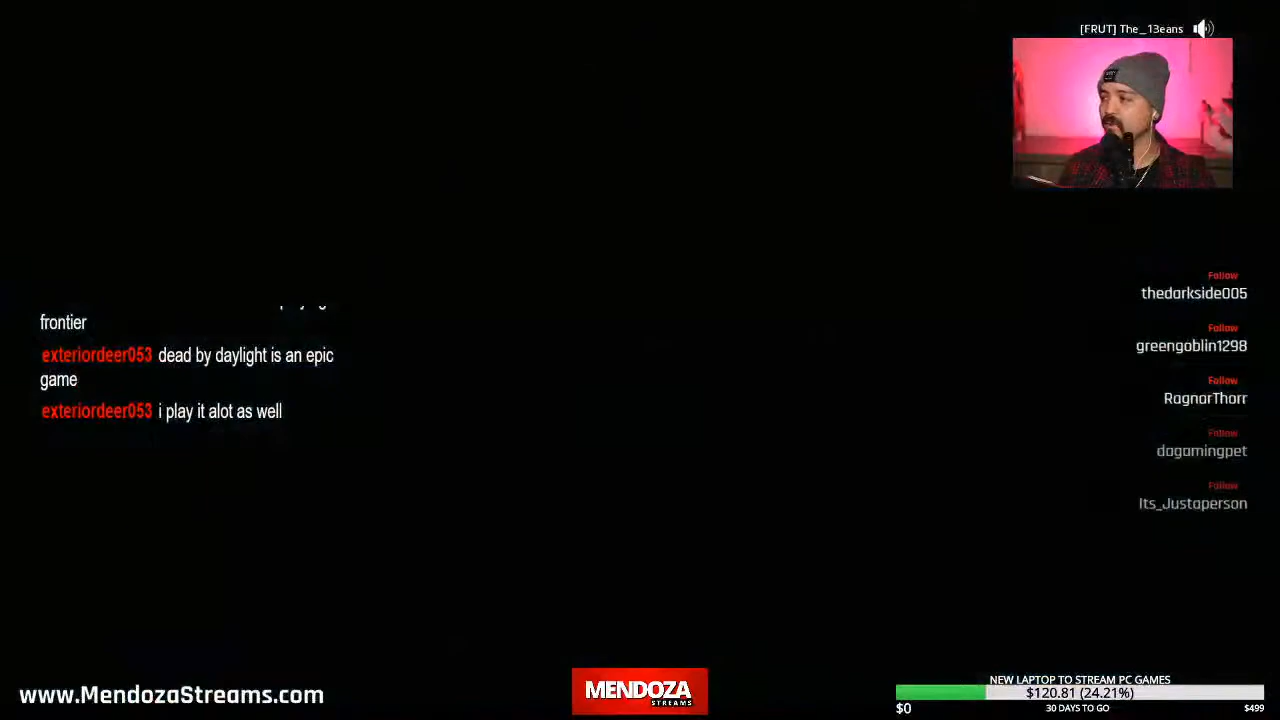 [FRUT] The_13eans
frontier
exteriordeer053 dead by daylight is an epic
game
exteriordeer053 i play it alot as well
Follow
thedarkside005
Follow
greengoblin1298
Follow
RagnarThorr
Follow
dagamingpet
Follow
Its_Justaperson
www.MendozaStreams.com
MENDOZA
STREAMS
NEW LAPTOP TO STREAM PC GAMES
$120.81 (24.21%)
$0 30 DAYS TO GO $499